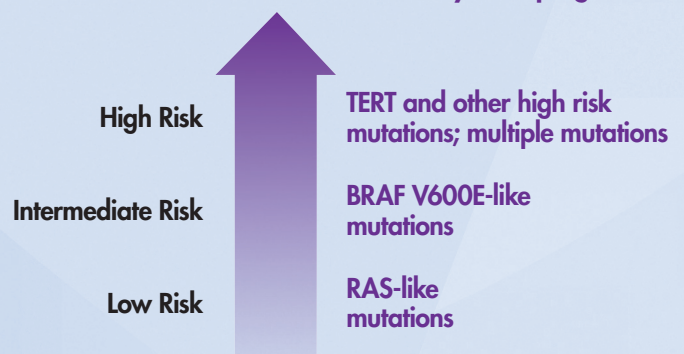 High Risk
TERT and other high risk
mutations; multiple mutations
Intermediate Risk
BRAF V600E-like
mutations
Low Risk
RAS-like
mutations